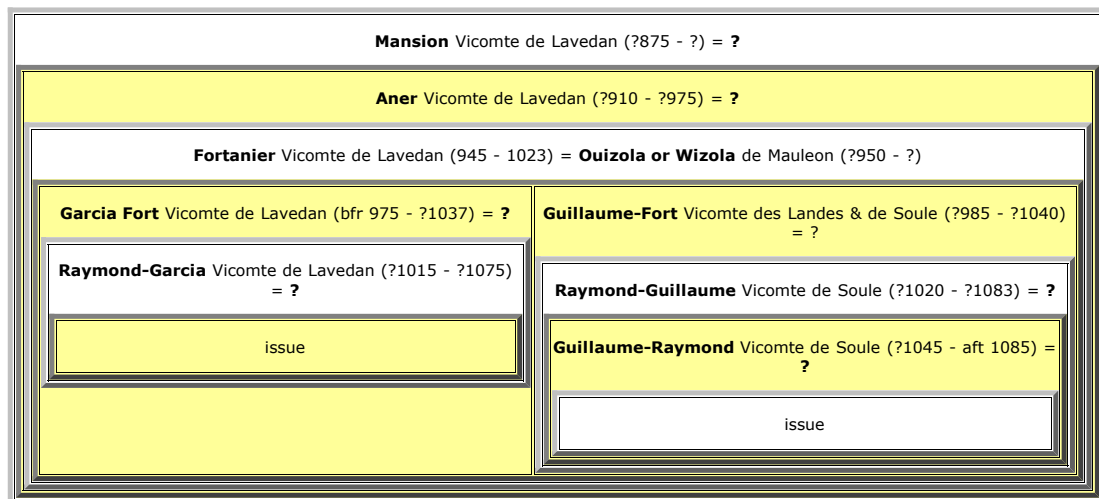 Mansion Vicomte de Lavedan (?875 - ?) = ?
Aner Vicomte de Lavedan (?910 - ?975) = ?
Fortanier Vicomte de Lavedan (945 - 1023) = Ouizola or Wizola de Mauleon (?950 - ?)
Garcia Fort Vicomte de Lavedan (bfr 975 - ?1037) = ?
Raymond-Garcia Vicomte de Lavedan (?1015 - ?1075)
= ?
issue
Guillaume-Fort Vicomte des Landes & de Soule (?985 - ?1040)
= ?
Raymond-Guillaume Vicomte de Soule (?1020 - ?1083) = ?
Guillaume-Raymond Vicomte de Soule (?1045 - aft 1085) =
?
issue